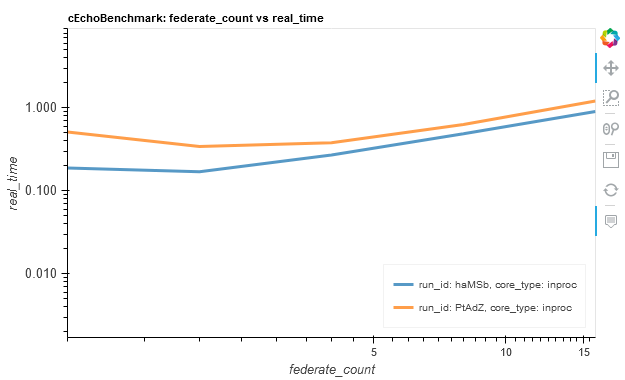 cEchoBenchmark: federate_count vs real_time
real_time
1.000
0.100
0.010
run_id: haMSb, core_type: inproc
run_id: PtAdZ, core_type: inproc
5
10
15
federate_count